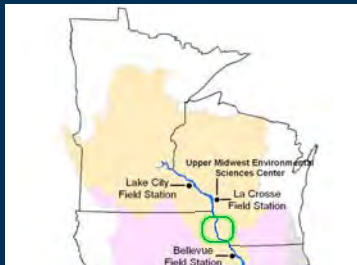 Upper Midwest Environmental
Sciences Center
Lake City
Field Station
La Crosse
Field Station
Bellevue
Field Station